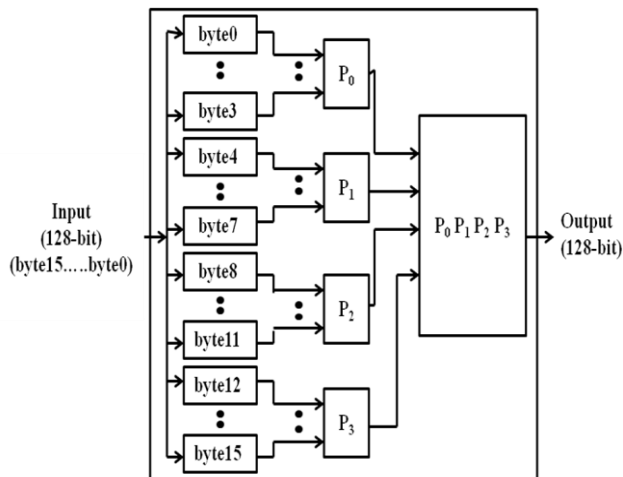 byte0
P0
byte3
byte4
P1
byte7
Input
(128-bit)
(byte15.....byte0)
P0 P1 P2 P3
Output
(128-bit)
byte8
P2
byte11
byte12
P3
byte15